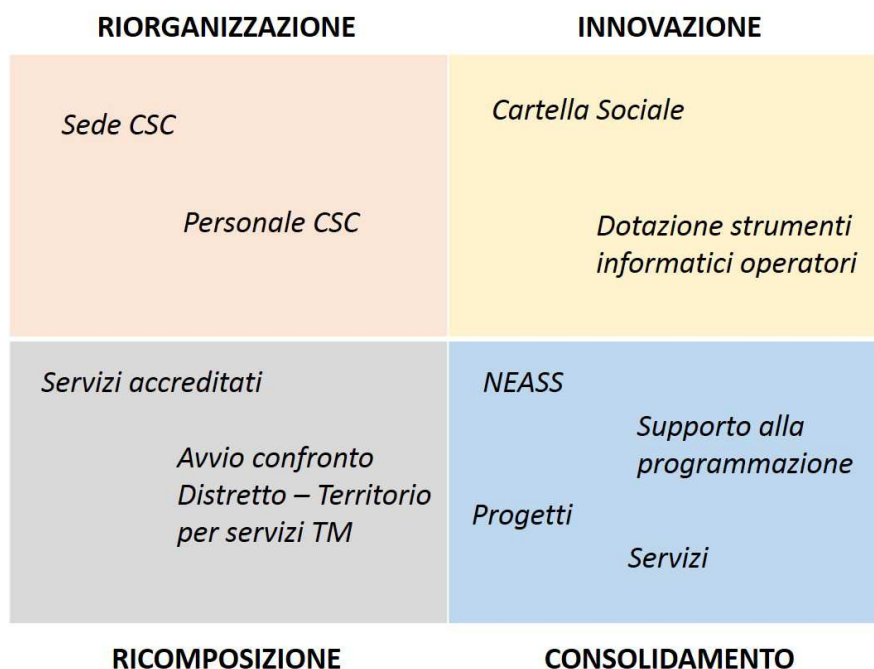 RIORGANIZZAZIONE
INNOVAZIONE
Sede CSC
Personale CSC
Cartella Sociale
Dotazione strumenti
informatici operatori
Servizi accreditati
Avvio confronto
Distretto – Territorio
per servizi TM
NEASS
Supporto alla
programmazione
Progetti
Servizi
RICOMPOSIZIONE
CONSOLIDAMENTO